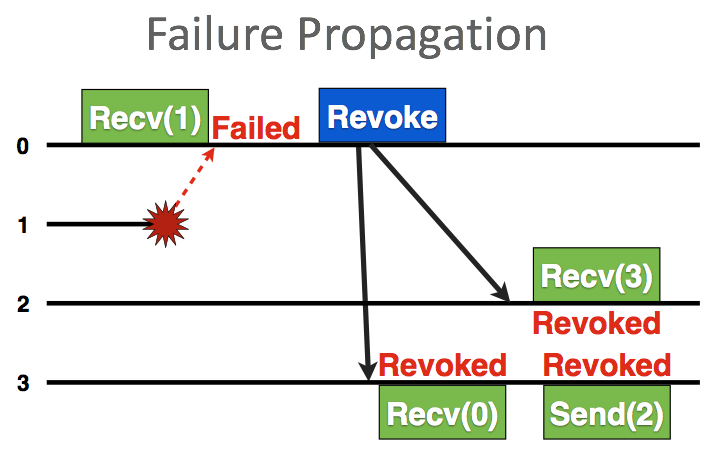 Failure Propagation
Recv(1)
Failed
Revoke
0
1
Recv(3)
2
Revoked
Revoked
Revoked
3
Recv(0)
Send(2)